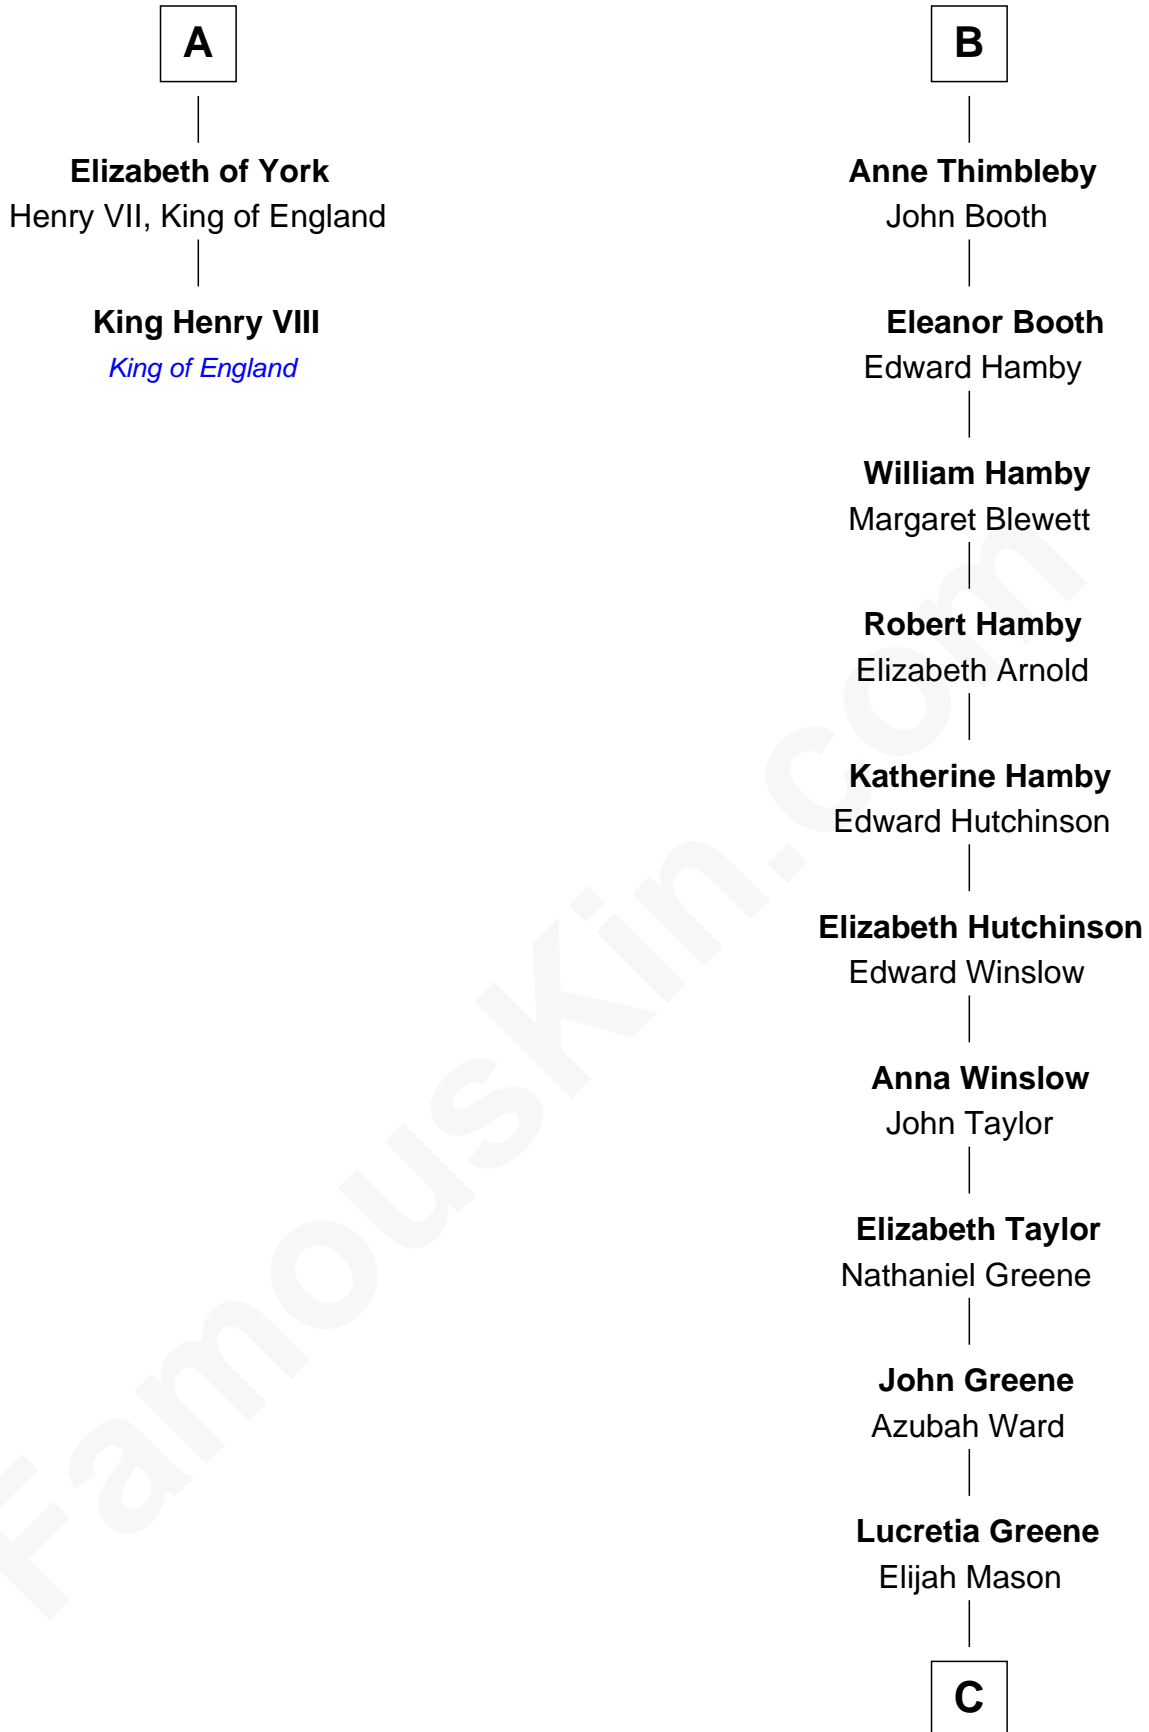 A
Elizabeth of York
Henry VII, King of England
King Henry VIII
King of England
B
Anne Thimbleby
John Booth
Eleanor Booth
Edward Hamby
William Hamby
Margaret Blewett
Robert Hamby
Elizabeth Arnold
Katherine Hamby
Edward Hutchinson
Elizabeth Hutchinson
Edward Winslow
Anna Winslow
John Taylor
Elizabeth Taylor
Nathaniel Greene
John Greene
Azubah Ward
Lucretia Greene
Elijah Mason
C
FamousKin.com